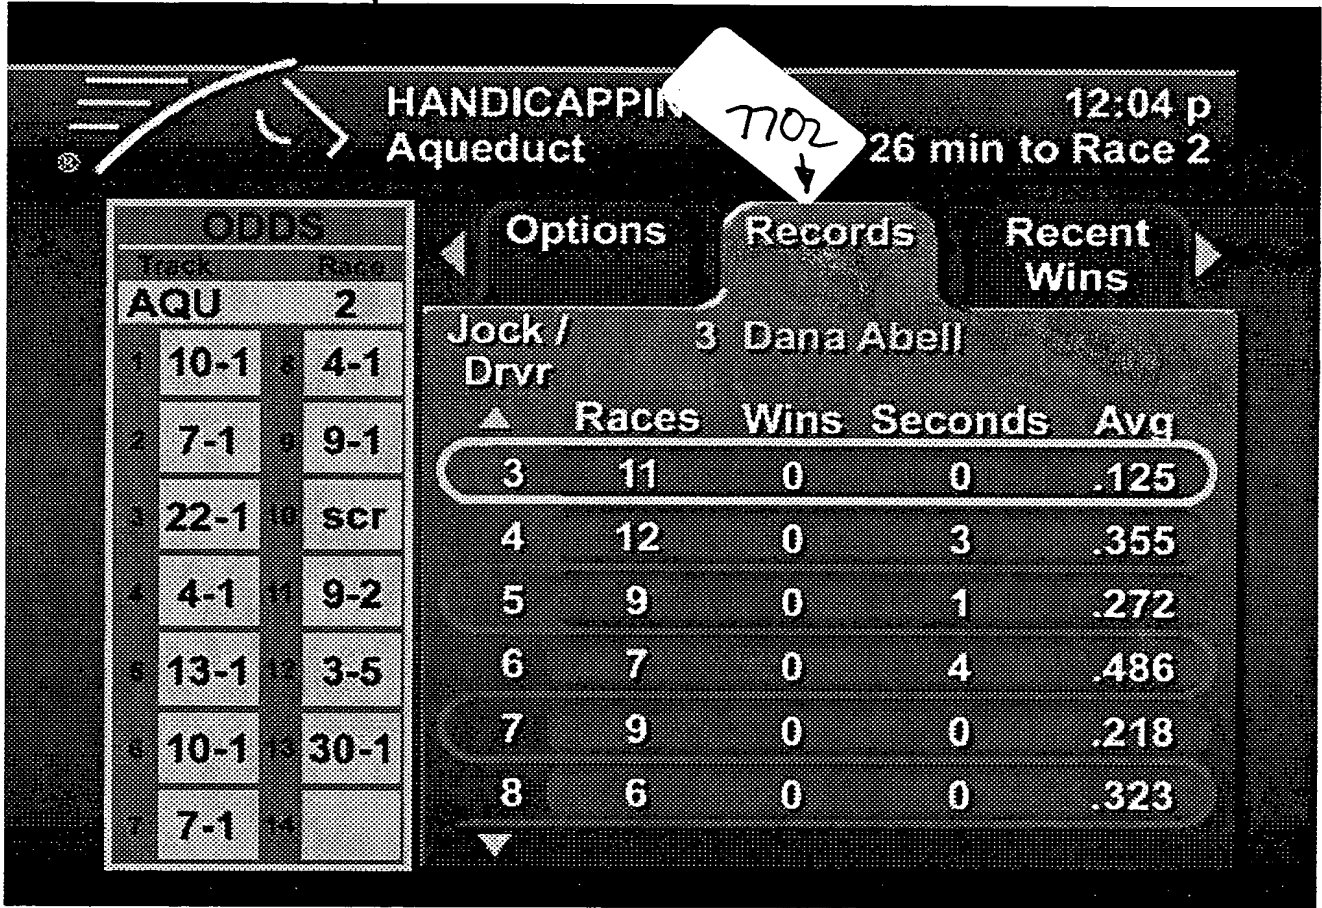 HANDICAPPIN
Aqueduct
1702
12:04 p
26 min to Race 2
ODDS
Track Race
AQU 2
1 10-1 8 4-1
2 7-1 9 9-1
3 22-1 10 scr
4 4-1 11 9-2
5 13-1 12 3-5
6 10-1 13 30-1
7 7-1 14
Options
Records
Recent
Wins
Jock /
Drvr
3 Dana Abell
Races Wins Seconds Avg
3 11 0 0 .125
4 12 0 3 .355
5 9 0 1 .272
6 7 0 4 .486
7 9 0 0 .218
8 6 0 0 .323